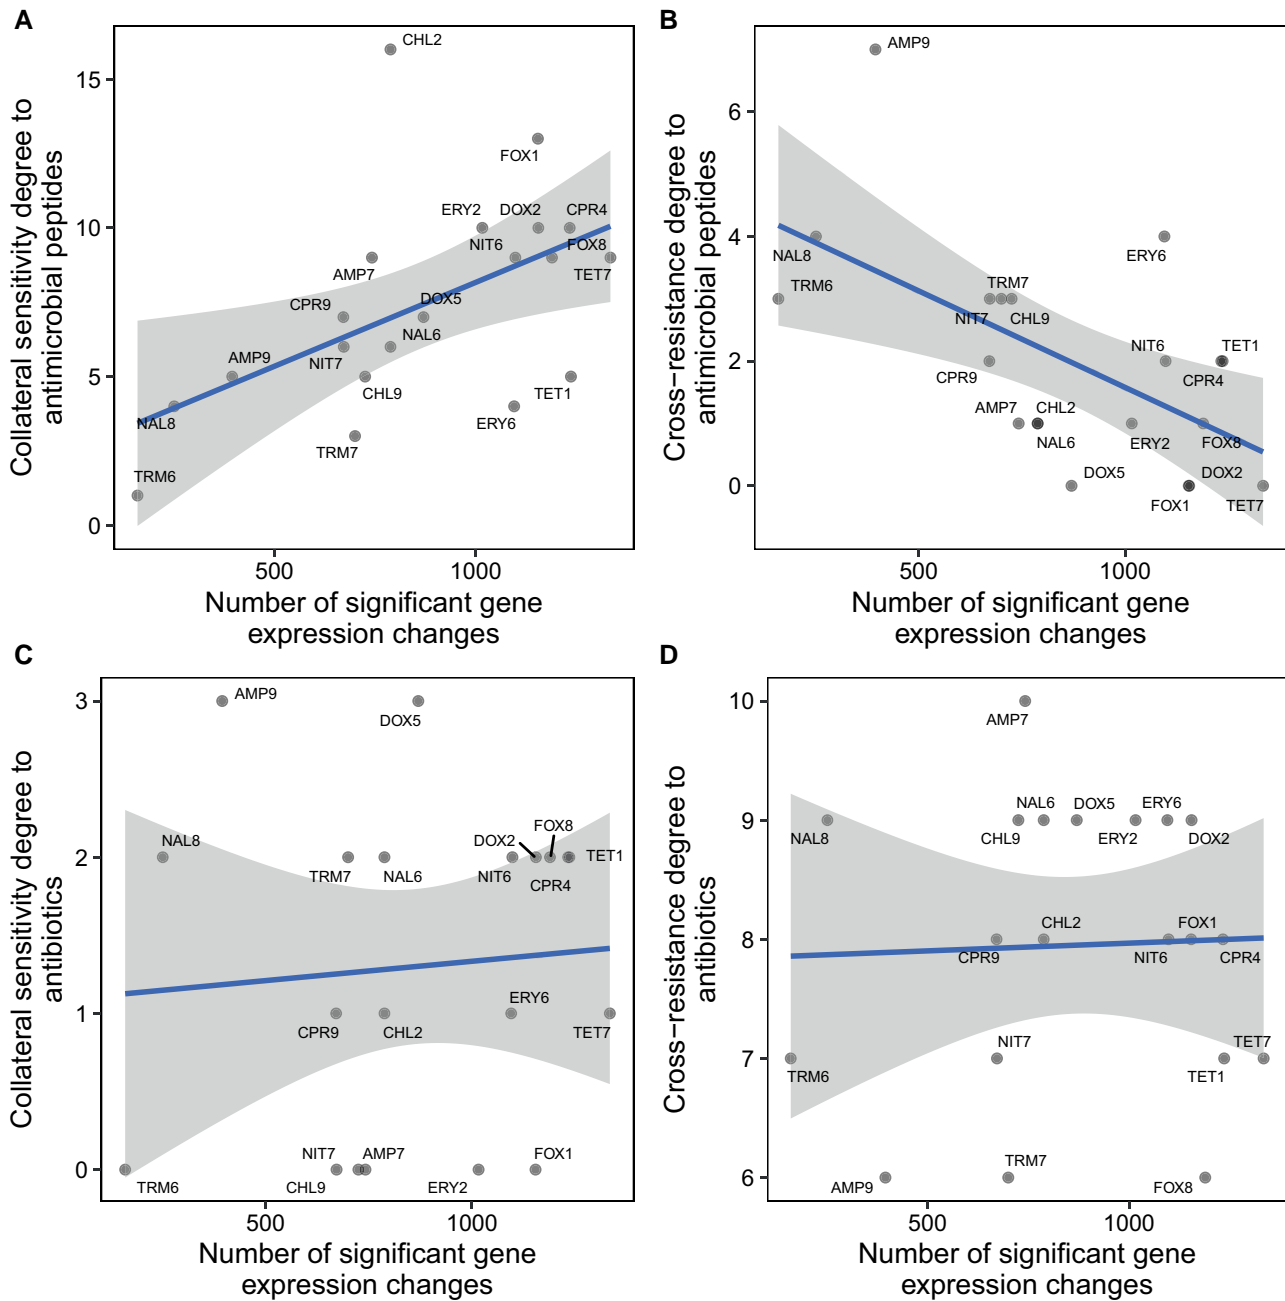 A
Collateral sensitivity degree to
antimicrobial peptides
15
10
5
0
CHL2
FOX1
ERY2
DOX2
CPR4
NIT6
FOX8
AMP7
TET7
CPR9
DOX5
NAL6
AMP9
NIT7
CHL9
TET1
NAL8
ERY6
TRM7
TRM6
500
1000
Number of significant gene
expression changes
B
Cross−resistance degree to
antimicrobial peptides
6
4
2
0
AMP9
NAL8
ERY6
TRM6
TRM7
NIT7
CHL9
NIT6
TET1
CPR9
CPR4
AMP7
CHL2
NAL6
ERY2
FOX8
DOX5
DOX2
FOX1
TET7
500
1000
Number of significant gene
expression changes
C
Collateral sensitivity degree to
antibiotics
3
2
1
0
AMP9
DOX5
FOX8
NAL8
DOX2
TET1
TRM7
NAL6
NIT6
CPR4
ERY6
CPR9
CHL2
TET7
NIT7
AMP7
FOX1
TRM6
CHL9
ERY2
500
1000
Number of significant gene
expression changes
D
Cross−resistance degree to
antibiotics
10
9
8
7
6
AMP7
NAL6
DOX5
ERY6
NAL8
CHL9
ERY2
DOX2
CHL2
FOX1
CPR9
NIT6
CPR4
NIT7
TET7
TRM6
TET1
TRM7
AMP9
FOX8
500
1000
Number of significant gene
expression changes